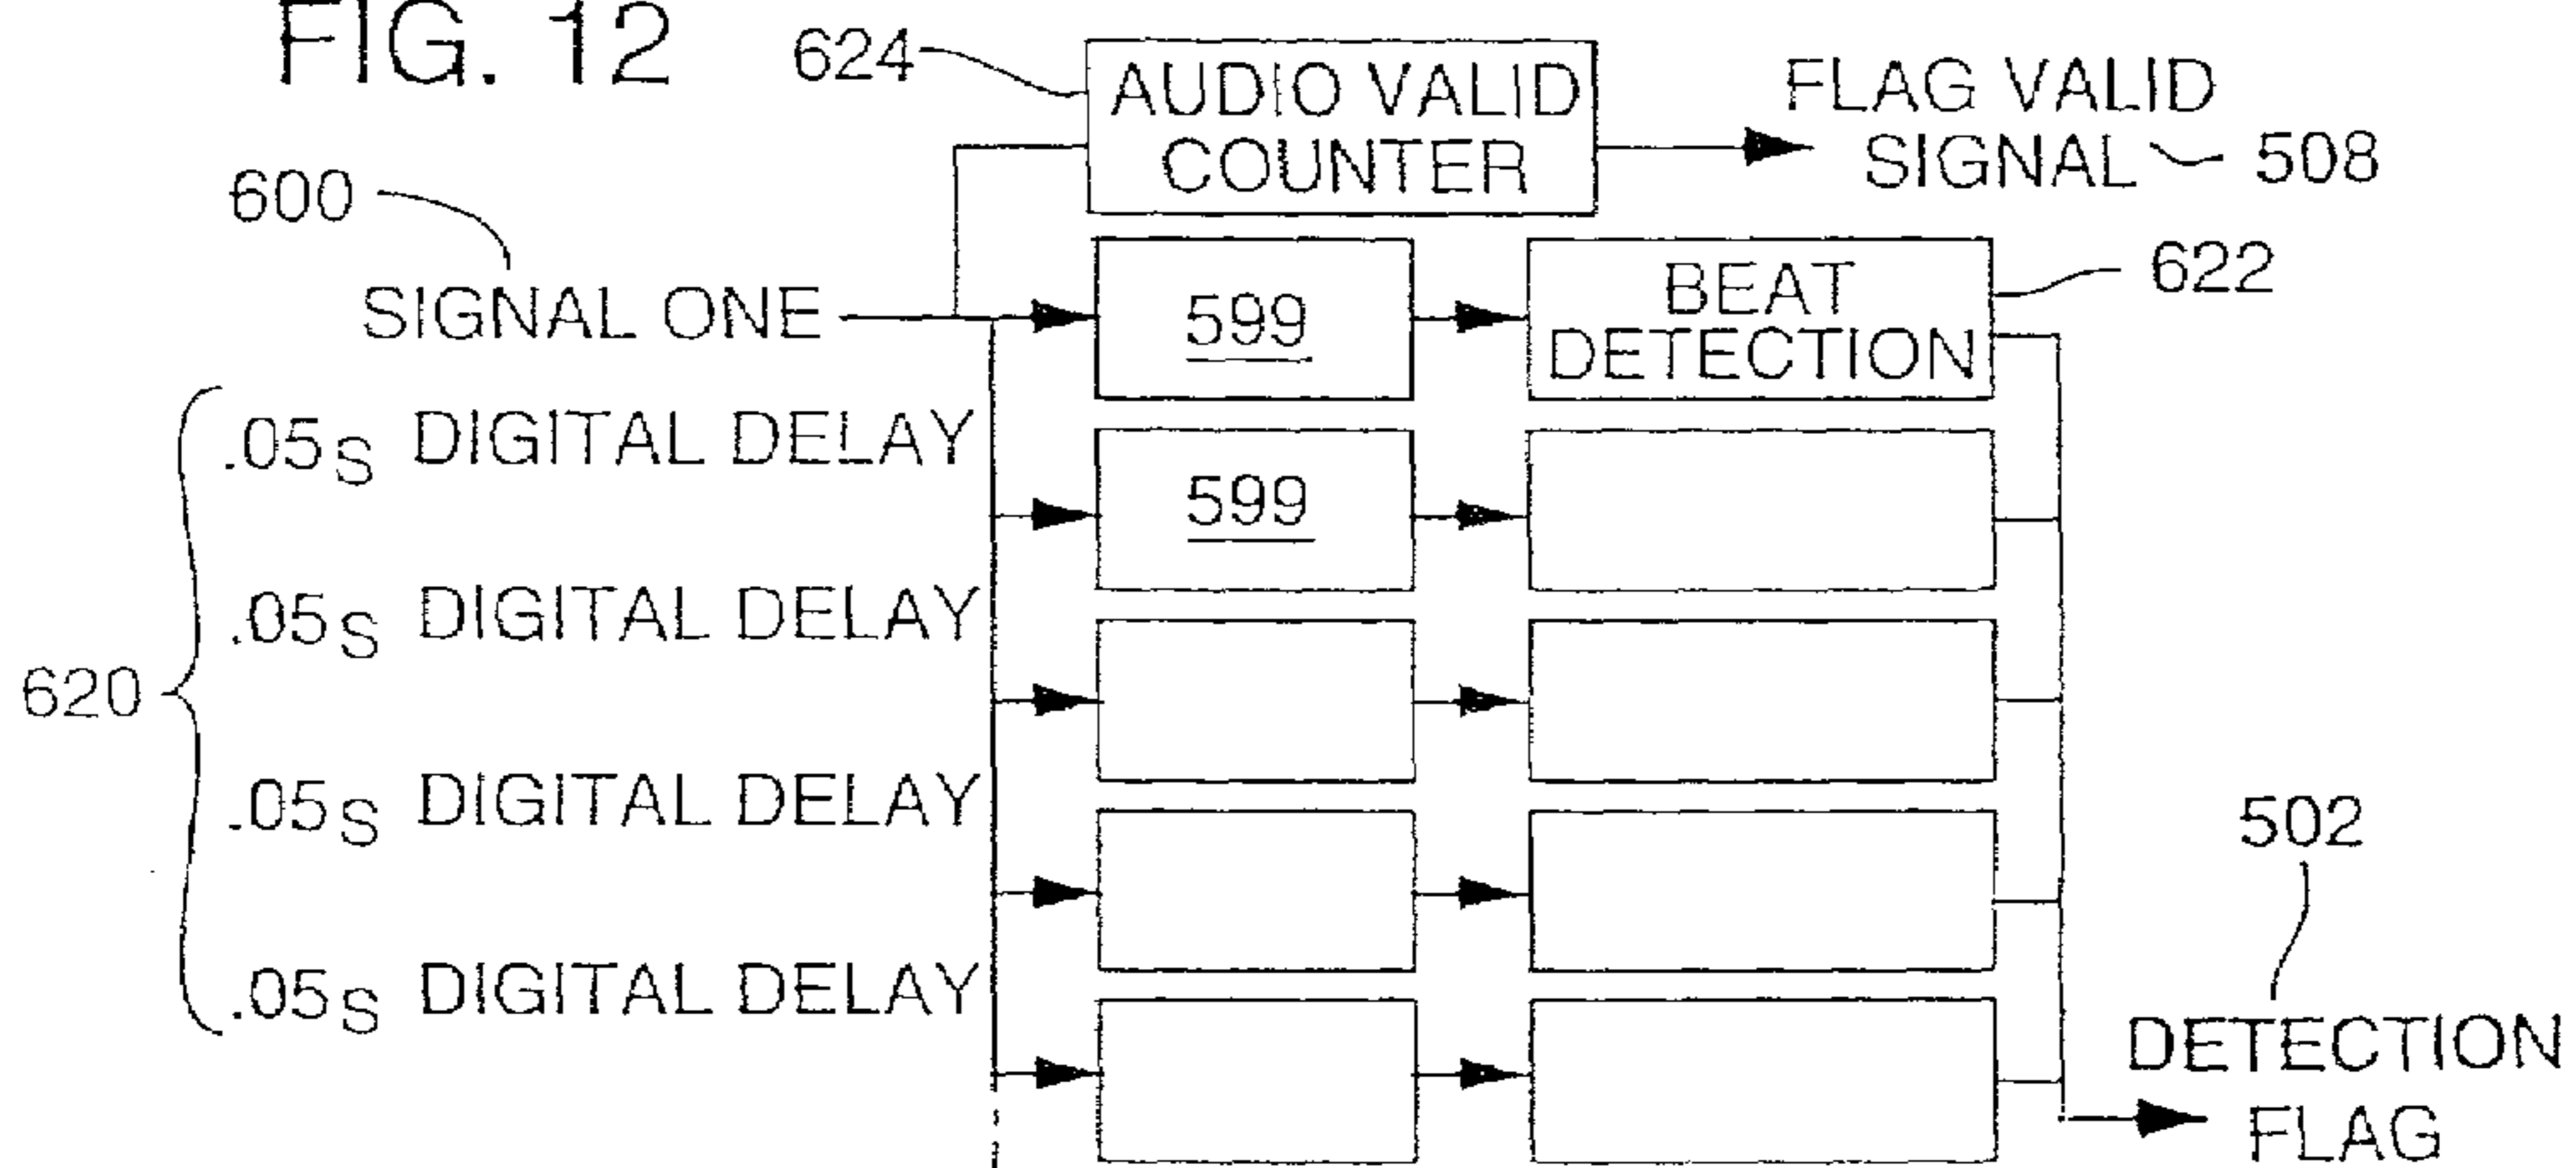 FIG. 12
624
AUDIO VALID
COUNTER
FLAG VALID
SIGNAL
508
600
SIGNAL ONE
599
BEAT
DETECTION
622
.05s DIGITAL DELAY
599
.05s DIGITAL DELAY
620
.05s DIGITAL DELAY
.05s DIGITAL DELAY
502
DETECTION
FLAG